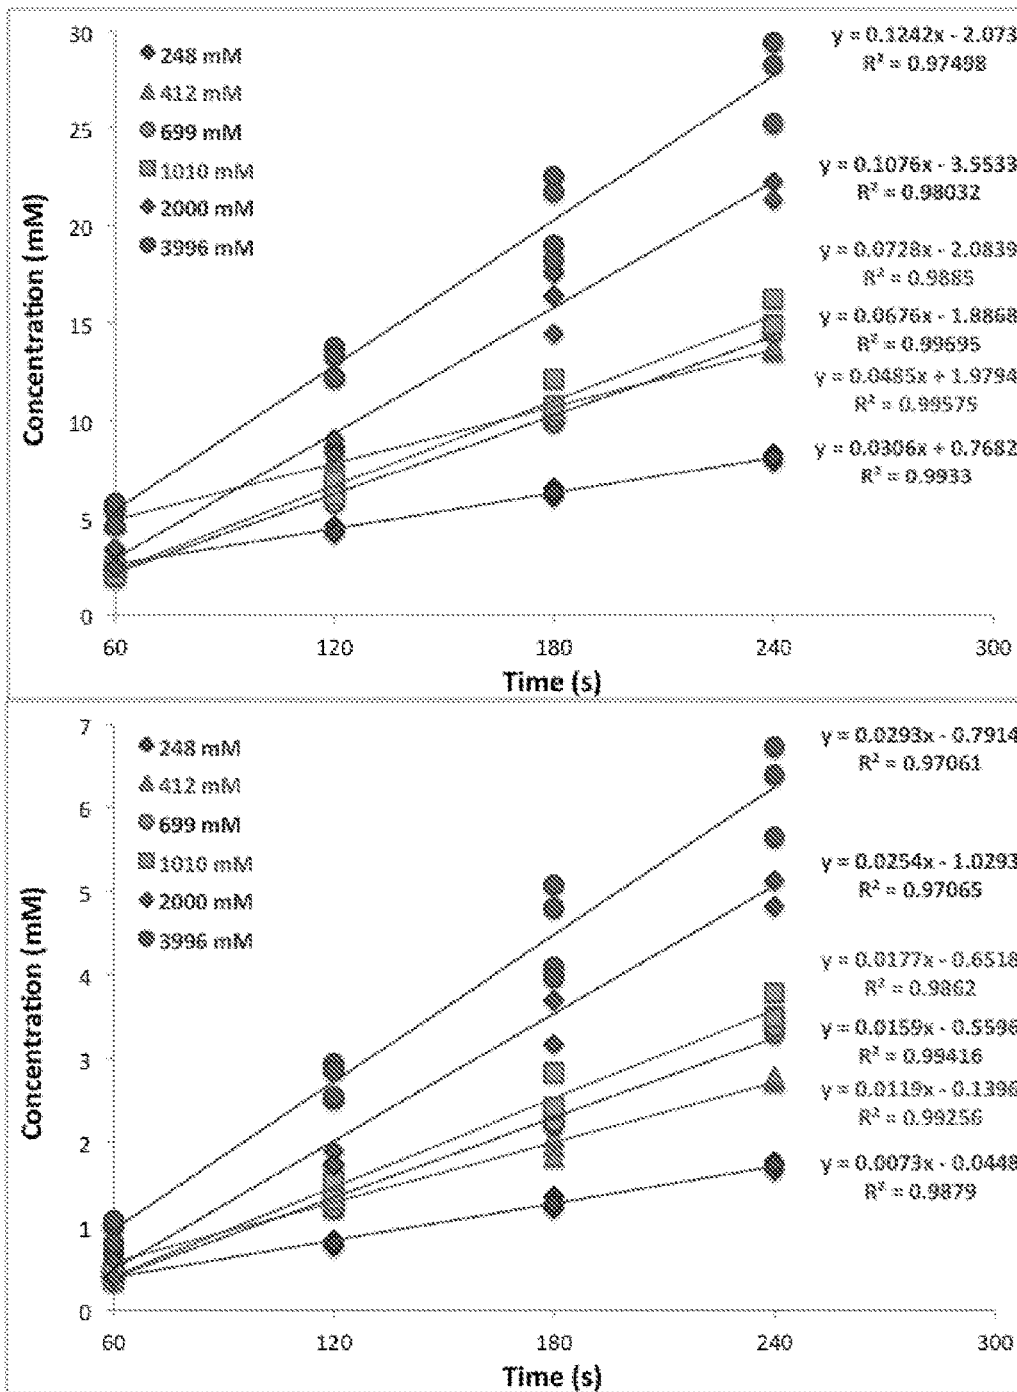 30
25
20
15
10
5
0
Concentration (mM)
248 mM
412 mM
699 mM
1010 mM
2000 mM
3996 mM
y = 0.1242x - 2.073
R² = 0.97498
y = 0.1076x - 3.5533
R² = 0.98032
y = 0.0728x - 2.0839
R² = 0.9885
y = 0.0676x - 1.8868
R² = 0.99695
y = 0.0485x + 1.9794
R² = 0.99575
y = 0.0306x + 0.7682
R² = 0.9933
60 120 180 240 300
Time (s)
7
6
5
4
3
2
1
0
Concentration (mM)
248 mM
412 mM
699 mM
1010 mM
2000 mM
3996 mM
y = 0.0293x - 0.7914
R² = 0.97061
y = 0.0254x - 1.0293
R² = 0.97065
y = 0.0177x - 0.6518
R² = 0.9862
y = 0.0159x - 0.5596
R² = 0.99416
y = 0.0119x - 0.1396
R² = 0.99256
y = 0.0073x - 0.0448
R² = 0.9879
60 120 180 240 300
Time (s)